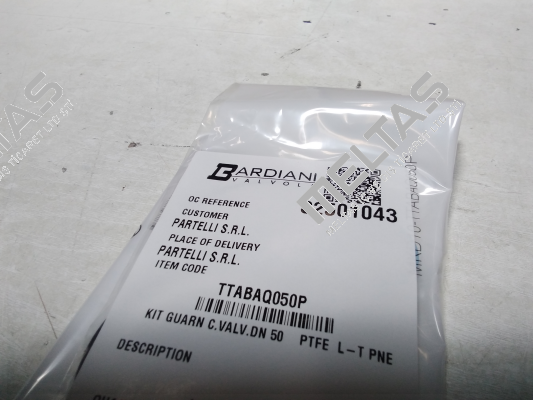 BARDIANI
VALVOLE
OC REFERENCE
CUSTOMER
PARTELLI S.R.L.
PLACE OF DELIVERY
PARTELLI S.R.L.
ITEM CODE
TTABAQ050P
KIT GUARN C.VALV.DN 50 PTFE L-T PNE
DESCRIPTION
MELTAS